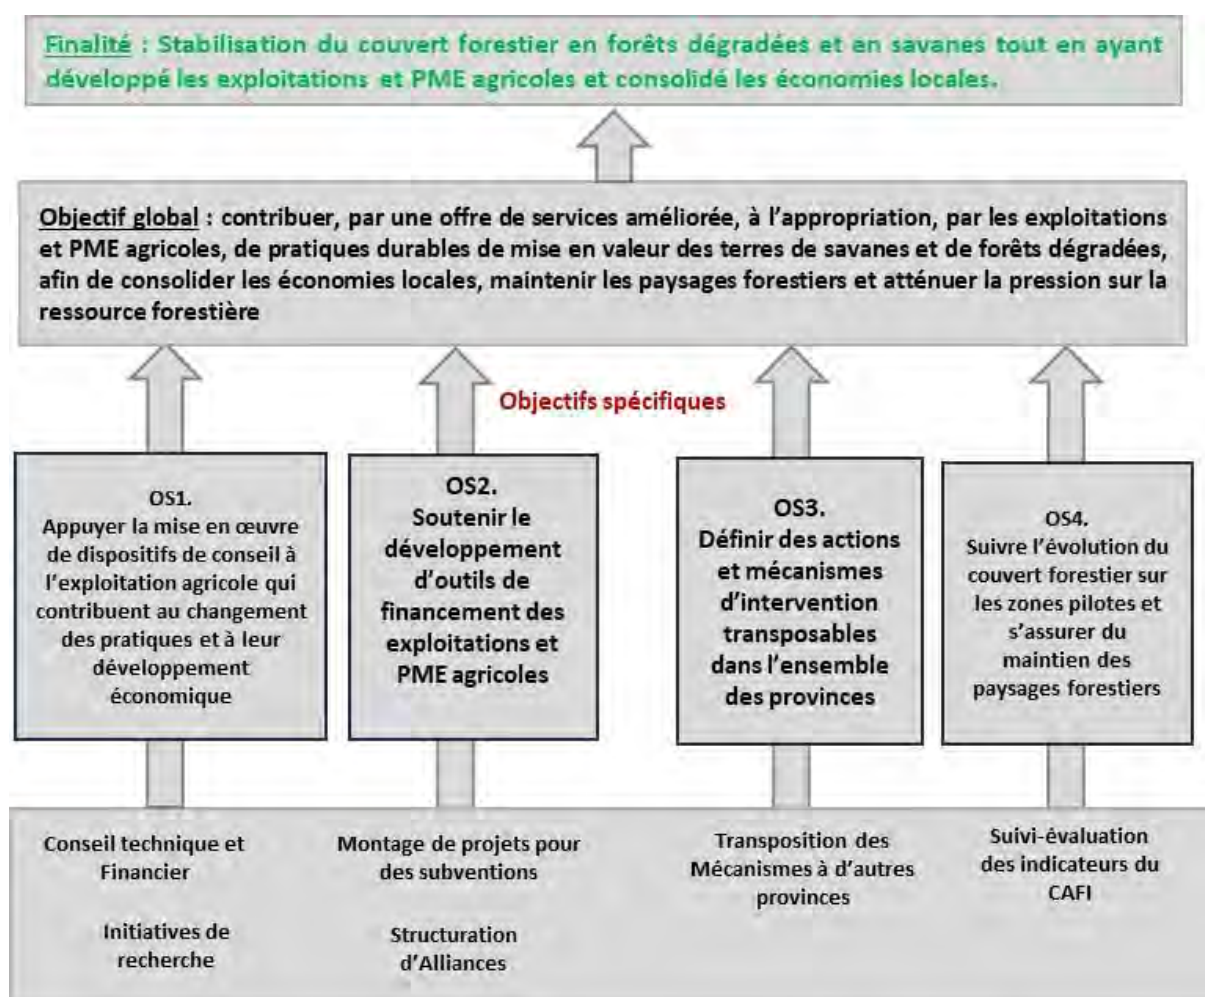 Finalité : Stabilisation du couvert forestier en forêts dégradées et en savanes tout en ayant
développé les exploitations et PME agricoles et consolidé les économies locales.
Objectif global : contribuer, par une offre de services améliorée, à l'appropriation, par les exploitations
et PME agricoles, de pratiques durables de mise en valeur des terres de savanes et de forêts dégradées,
afin de consolider les économies locales, maintenir les paysages forestiers et atténuer la pression sur la
ressource forestière
Objectifs spécifiques
OS1.
Appuyer la mise en œuvre
de dispositifs de conseil à
l'exploitation agricole qui
contribuent au changement
des pratiques et à leur
développement
économique
OS2.
Soutenir le
développement
d'outils de
financement des
exploitations et
PME agricoles
OS3.
Définir des actions
et mécanismes
d'intervention
transposables
dans l'ensemble
des provinces
OS4.
Suivre l'évolution du
couvert forestier sur
les zones pilotes et
s'assurer du
maintien des
paysages forestiers
Conseil technique et
Financier
Initiatives de
recherche
Montage de projets pour
des subventions
Structuration
d'Alliances
Transposition des
Mécanismes à d'autres
provinces
Suivi-évaluation
des indicateurs du
CAFI